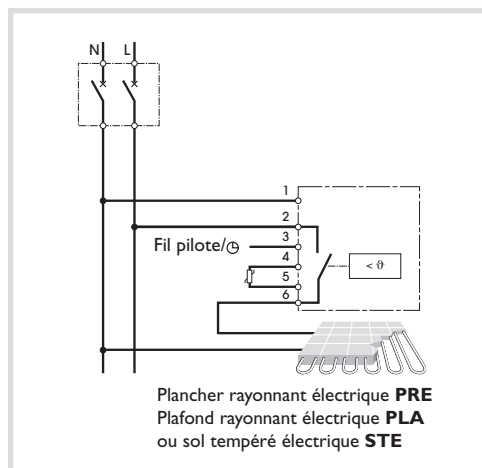 N L
1
2
Fil pilote/
3
4
5
6
< ϑ
Plancher rayonnant électrique PRE
Plafond rayonnant électrique PLA
ou sol tempéré électrique STE